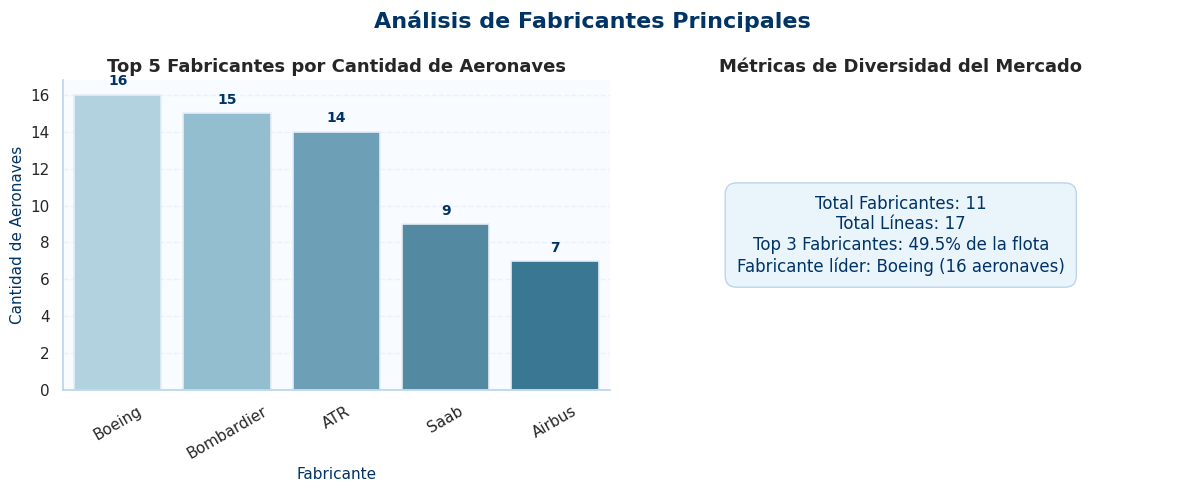 Análisis de Fabricantes Principales
Top 5 Fabricantes por Cantidad de Aeronaves
Cantidad de Aeronaves
16
14
12
10
8
6
4
2
0
16
15
14
9
7
Boeing
Bombardier
ATR
Saab
Airbus
Fabricante
Métricas de Diversidad del Mercado
Total Fabricantes: 11
Total Líneas: 17
Top 3 Fabricantes: 49.5% de la flota
Fabricante líder: Boeing (16 aeronaves)